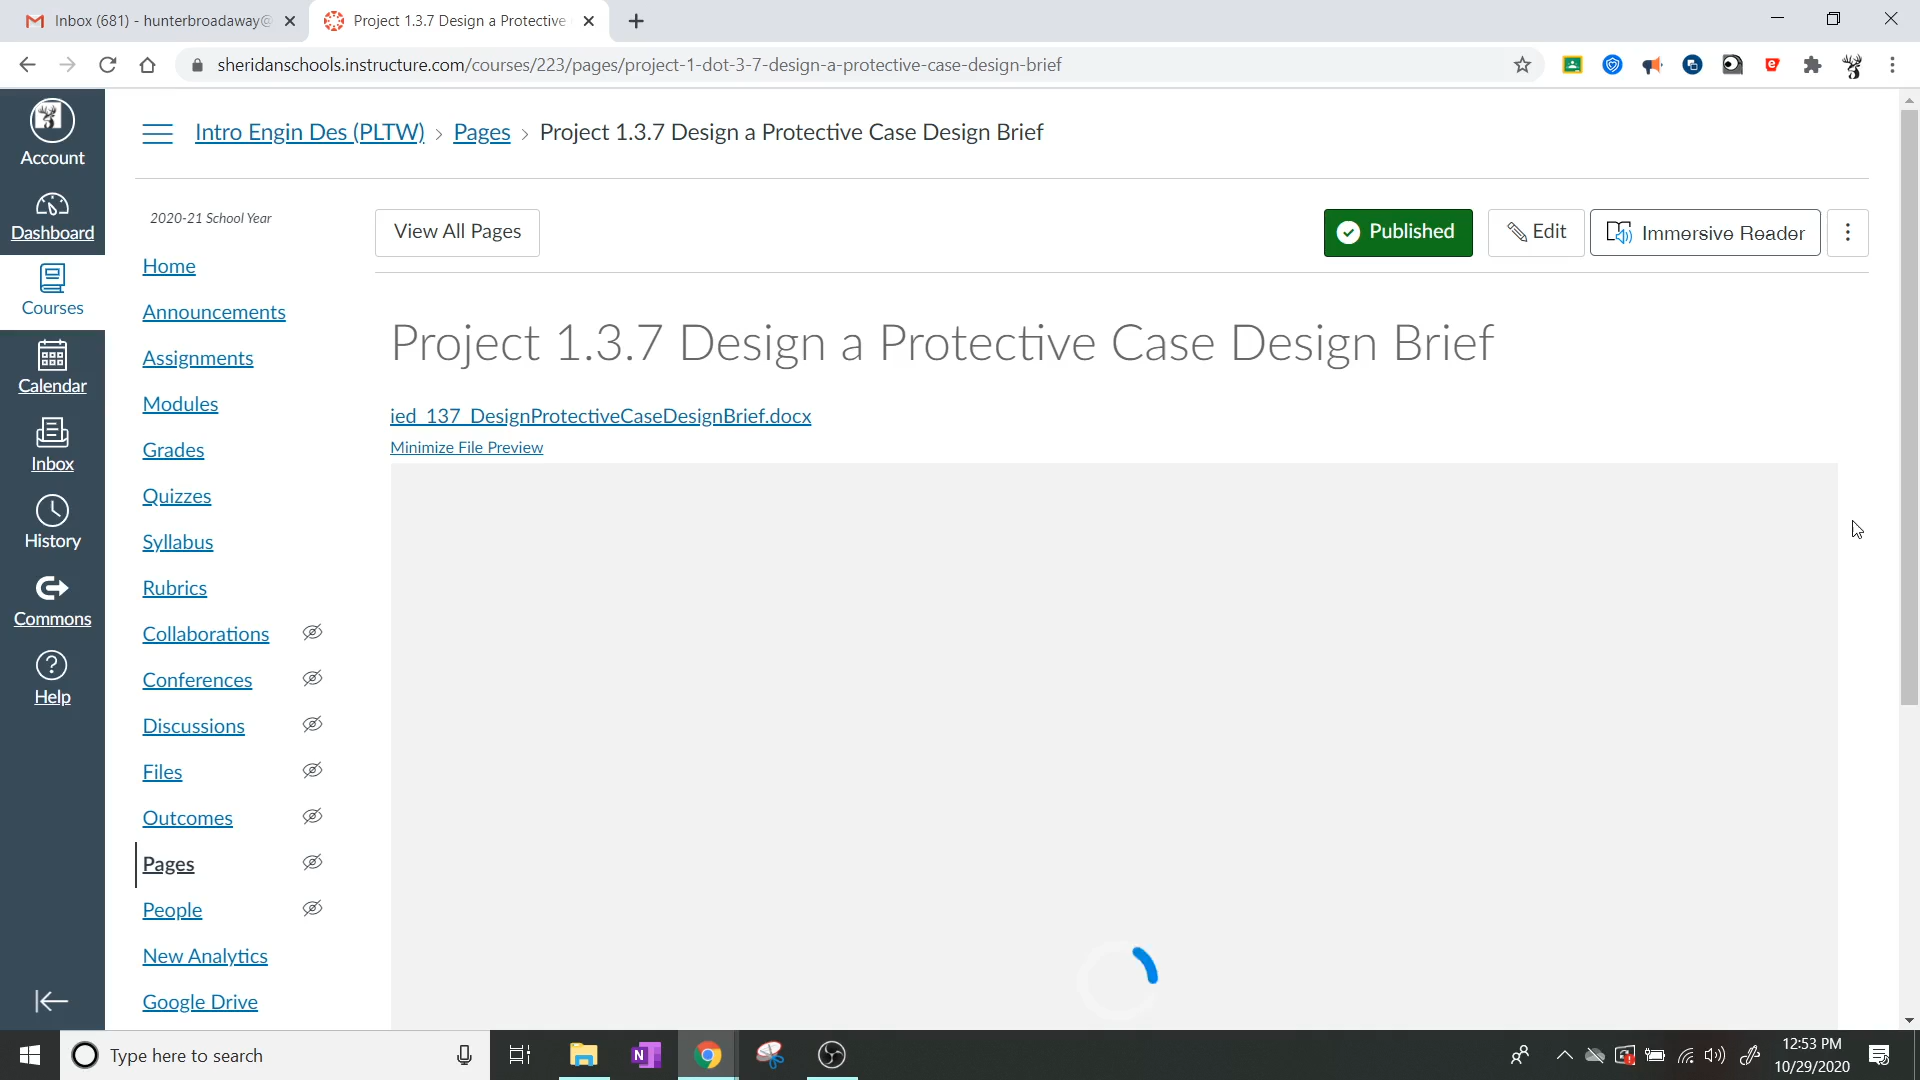 Inbox (681) - hunterbroadaway@
Project 1.3.7 Design a Protective
sheridanschools.instructure.com/courses/223/pages/project-1-dot-3-7-design-a-protective-case-design-brief
Account
Dashboard
Courses
Calendar
Inbox
History
Commons
Help
Intro Engin Des (PLTW) › Pages › Project 1.3.7 Design a Protective Case Design Brief
2020-21 School Year
Home
Announcements
Assignments
Modules
Grades
Quizzes
Syllabus
Rubrics
Collaborations
Conferences
Discussions
Files
Outcomes
Pages
People
New Analytics
Google Drive
View All Pages
Published
Edit
Immersive Reader
Project 1.3.7 Design a Protective Case Design Brief
ied_137_DesignProtectiveCaseDesignBrief.docx
Minimize File Preview
Type here to search
12:53 PM
10/29/2020